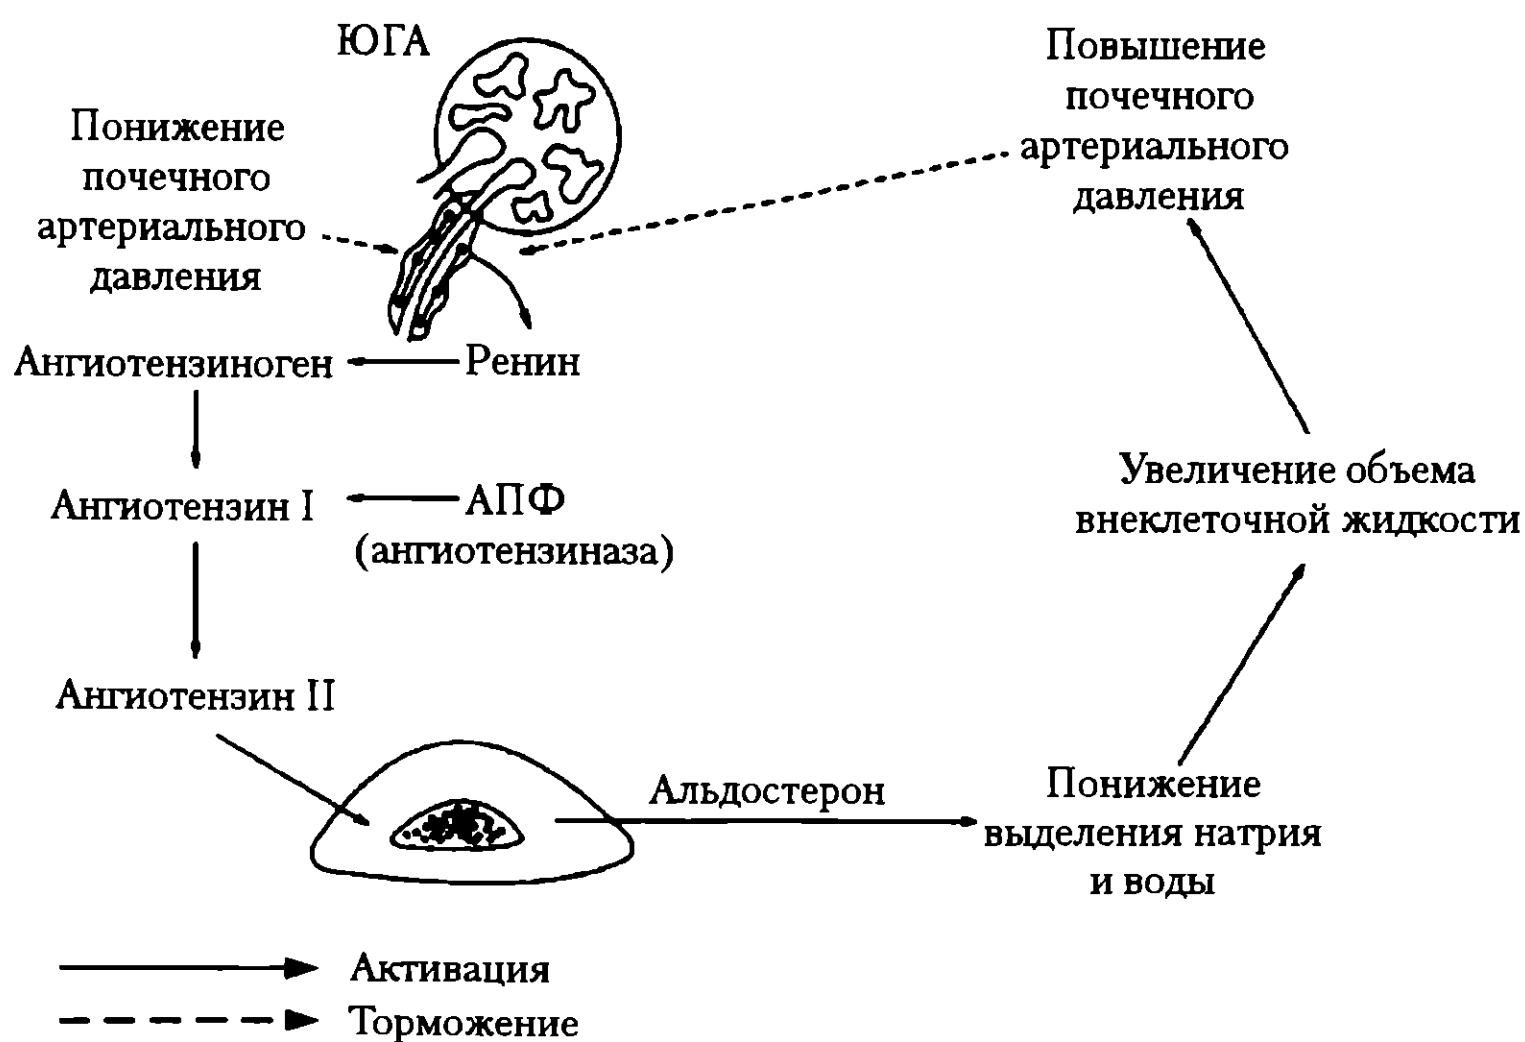 ЮГА
Понижение
почечного
артериального
давления
Повышение
почечного
артериального
давления
Ангиотензиноген
Ренин
Ангиотензин I
АПФ
(ангиотензиназа)
Увеличение объема
внеклеточной жидкости
Ангиотензин II
Альдостерон
Понижение
выделения натрия
и воды
Активация
Торможение